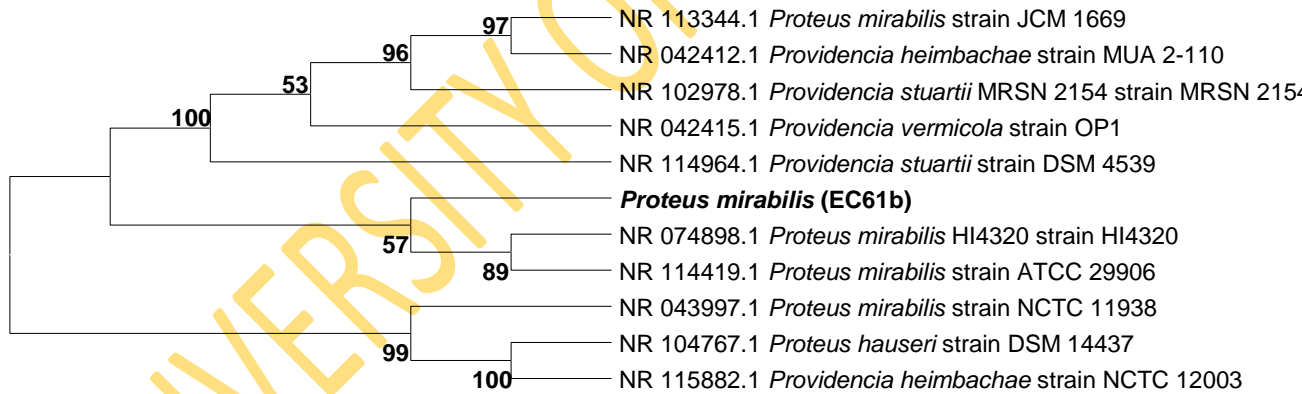 97
NR 113344.1 Proteus mirabilis strain JCM 1669
NR 042412.1 Providencia heimbachae strain MUA 2-110
96
NR 102978.1 Providencia stuartii MRSN 2154 strain MRSN 2154
53
NR 042415.1 Providencia vermicola strain OP1
100
NR 114964.1 Providencia stuartii strain DSM 4539
Proteus mirabilis (EC61b)
57
NR 074898.1 Proteus mirabilis HI4320 strain HI4320
89
NR 114419.1 Proteus mirabilis strain ATCC 29906
NR 043997.1 Proteus mirabilis strain NCTC 11938
99
NR 104767.1 Proteus hauseri strain DSM 14437
100
NR 115882.1 Providencia heimbachae strain NCTC 12003
VERSITY O